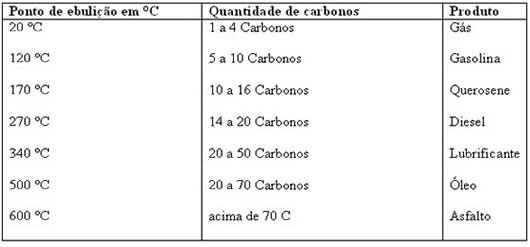 Ponto de ebulição em ºC Quantidade de carbonos Produto
20 ºC 1 a 4 Carbonos Gás
120 ºC 5 a 10 Carbonos Gasolina
170 ºC 10 a 16 Carbonos Querosene
270 ºC 14 a 20 Carbonos Diesel
340 ºC 20 a 50 Carbonos Lubrificante
500 ºC 20 a 70 Carbonos Óleo
600 ºC acima de 70 C Asfalto